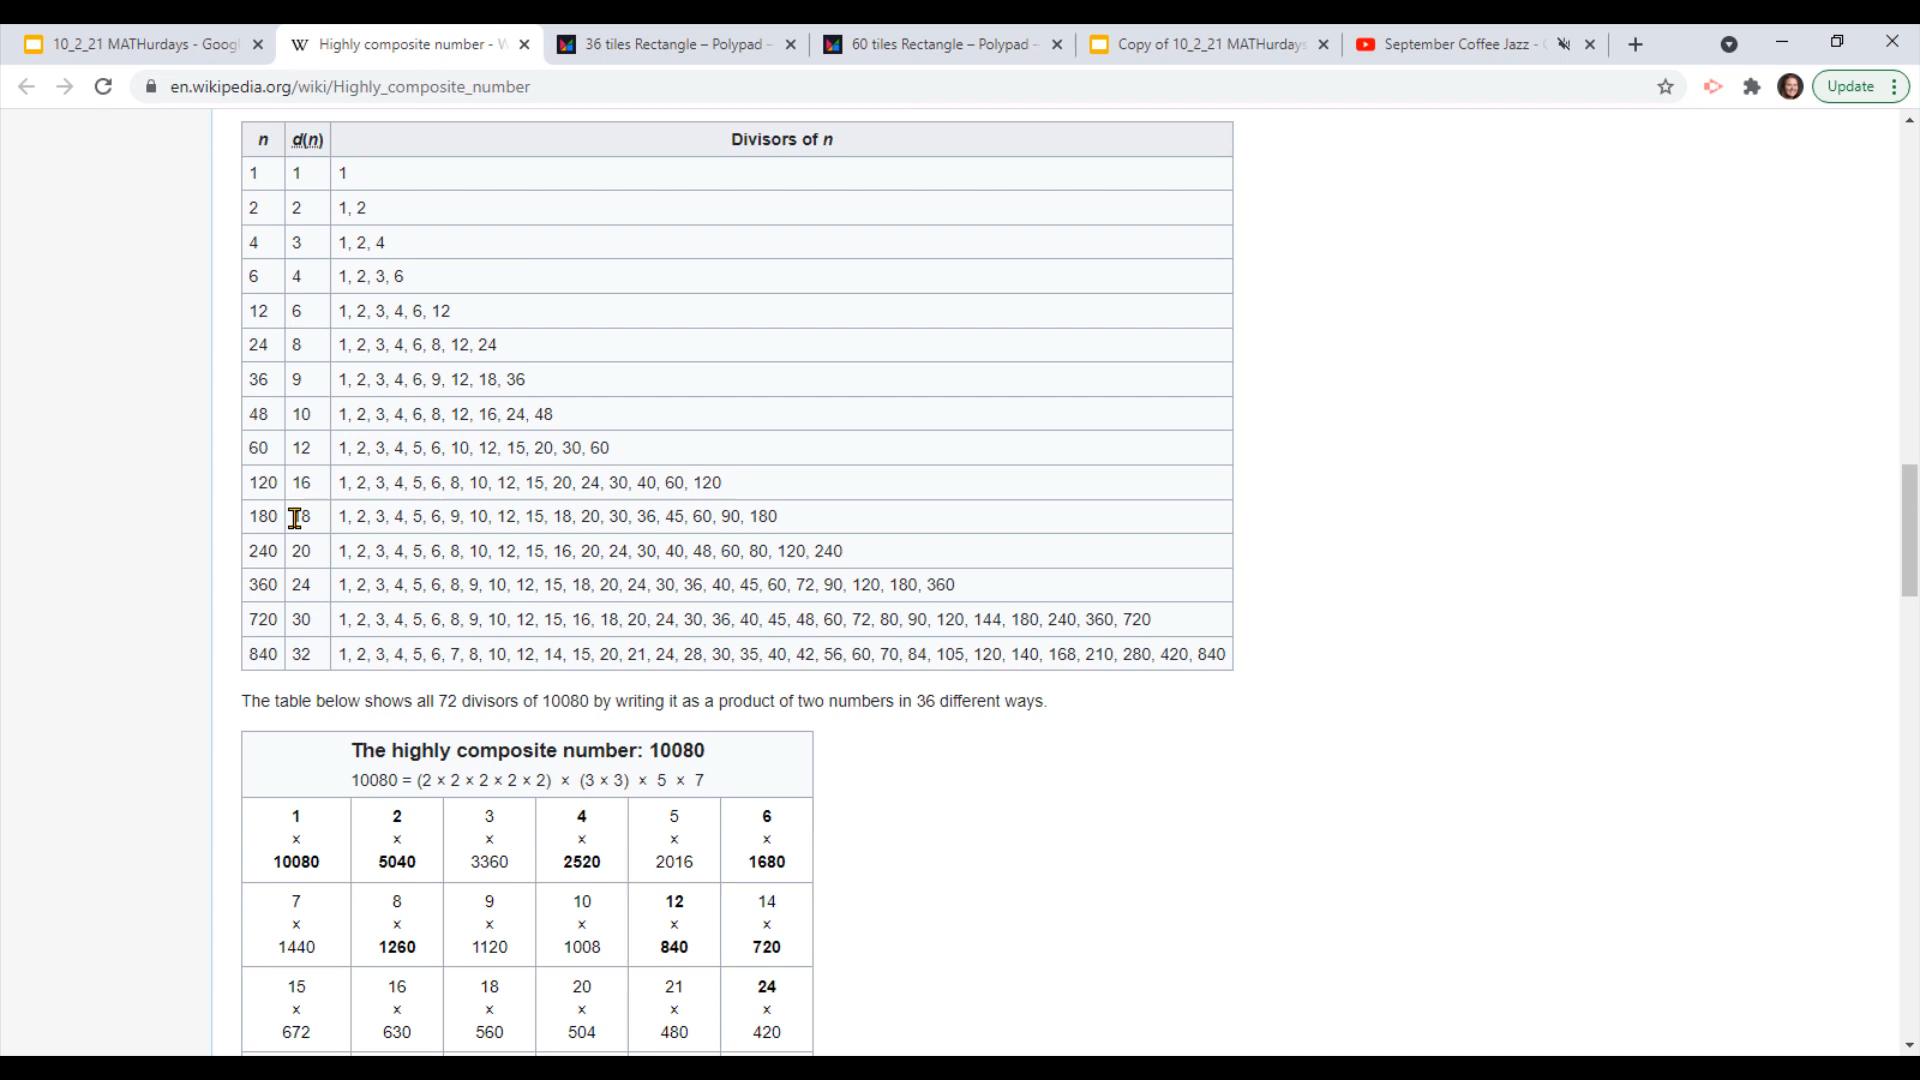 10_2_21 MATHurdays - Googl
Highly composite number - W
36 tiles Rectangle – Polypad –
60 tiles Rectangle – Polypad –
Copy of 10_2_21 MATHurdays
September Coffee Jazz -
en.wikipedia.org/wiki/Highly_composite_number
Update
n d(n) Divisors of n
1 1 1
2 2 1, 2
4 3 1, 2, 4
6 4 1, 2, 3, 6
12 6 1, 2, 3, 4, 6, 12
24 8 1, 2, 3, 4, 6, 8, 12, 24
36 9 1, 2, 3, 4, 6, 9, 12, 18, 36
48 10 1, 2, 3, 4, 6, 8, 12, 16, 24, 48
60 12 1, 2, 3, 4, 5, 6, 10, 12, 15, 20, 30, 60
120 16 1, 2, 3, 4, 5, 6, 8, 10, 12, 15, 20, 24, 30, 40, 60, 120
180 18 1, 2, 3, 4, 5, 6, 9, 10, 12, 15, 18, 20, 30, 36, 45, 60, 90, 180
240 20 1, 2, 3, 4, 5, 6, 8, 10, 12, 15, 16, 20, 24, 30, 40, 48, 60, 80, 120, 240
360 24 1, 2, 3, 4, 5, 6, 8, 9, 10, 12, 15, 18, 20, 24, 30, 36, 40, 45, 60, 72, 90, 120, 180, 360
720 30 1, 2, 3, 4, 5, 6, 8, 9, 10, 12, 15, 16, 18, 20, 24, 30, 36, 40, 45, 48, 60, 72, 80, 90, 120, 144, 180, 240, 360, 720
840 32 1, 2, 3, 4, 5, 6, 7, 8, 10, 12, 14, 15, 20, 21, 24, 28, 30, 35, 40, 42, 56, 60, 70, 84, 105, 120, 140, 168, 210, 280, 420, 840
The table below shows all 72 divisors of 10080 by writing it as a product of two numbers in 36 different ways.
The highly composite number: 10080
10080 = (2 × 2 × 2 × 2 × 2) × (3 × 3) × 5 × 7
1 2 3 4 5 6
× × × × × ×
10080 5040 3360 2520 2016 1680
7 8 9 10 12 14
× × × × × ×
1440 1260 1120 1008 840 720
15 16 18 20 21 24
× × × × × ×
672 630 560 504 480 420